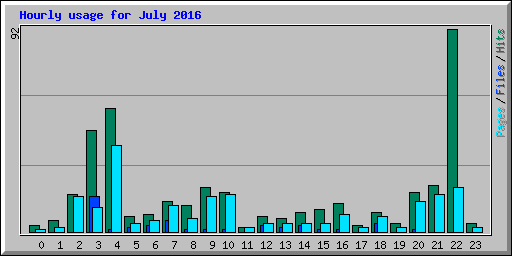 Hourly usage for July 2016
92
Pages/Files/Hits
0 1 2 3 4 5 6 7 8 9 10 11 12 13 14 15 16 17 18 19 20 21 22 23